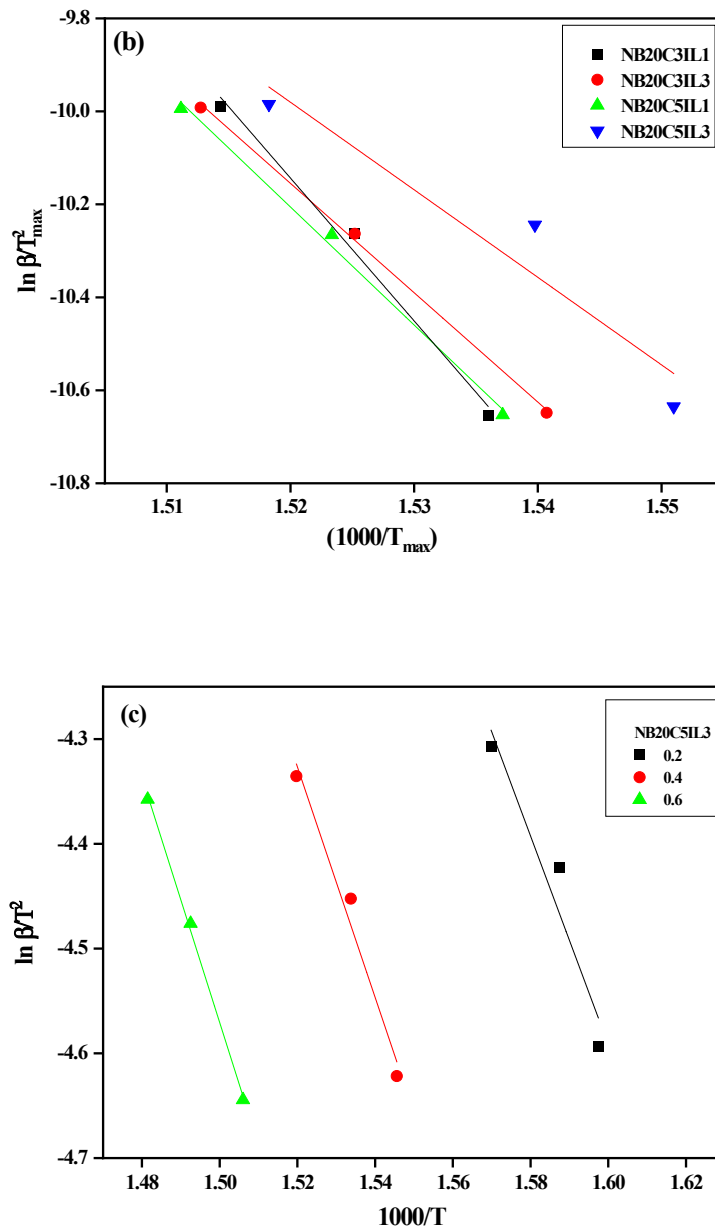 (b)
NB20C3IL1
NB20C3IL3
NB20C5IL1
NB20C5IL3
-9.8
-10.0
-10.2
-10.4
-10.6
-10.8
ln β/T²max
1.51 1.52 1.53 1.54 1.55
(1000/Tmax)
(c)
NB20C5IL3
0.2
0.4
0.6
-4.3
-4.4
-4.5
-4.6
-4.7
ln β/T²
1.48 1.50 1.52 1.54 1.56 1.58 1.60 1.62
1000/T